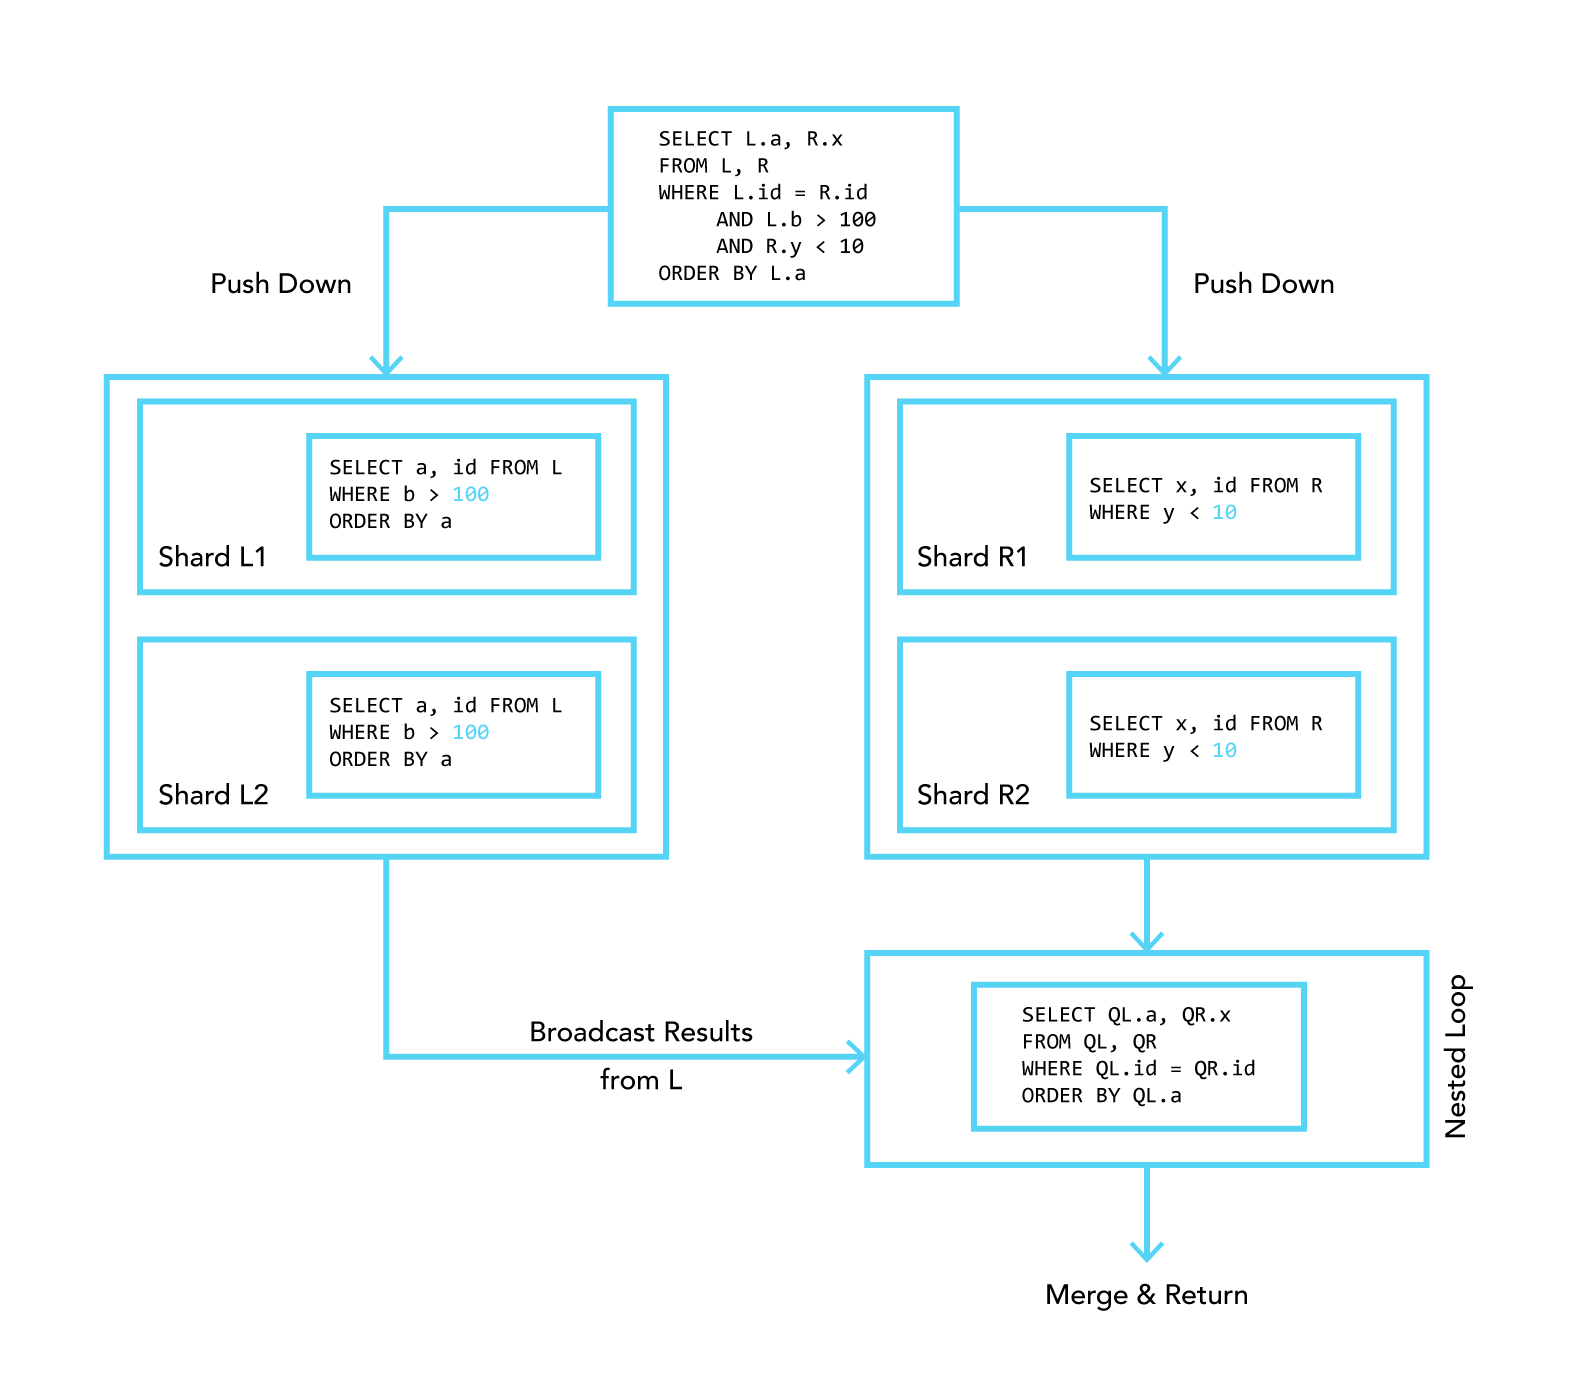 SELECT L.a, R.x
FROM L, R
WHERE L.id = R.id
AND L.b > 100
AND R.y < 10
ORDER BY L.a
Push Down
Push Down
SELECT a, id FROM L
WHERE b > 100
ORDER BY a
Shard L1
SELECT x, id FROM R
WHERE y < 10
Shard R1
SELECT a, id FROM L
WHERE b > 100
ORDER BY a
Shard L2
SELECT x, id FROM R
WHERE y < 10
Shard R2
Broadcast Results
from L
SELECT QL.a, QR.x
FROM QL, QR
WHERE QL.id = QR.id
ORDER BY QL.a
Nested Loop
Merge & Return